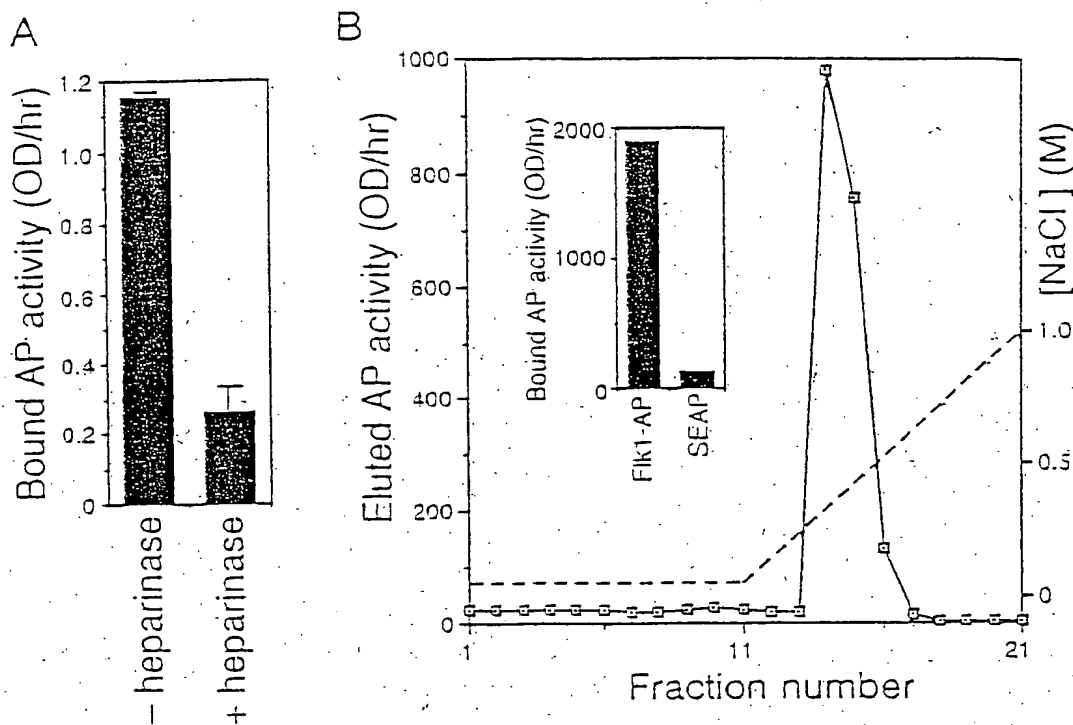 A
Bound AP activity (OD/hr)
1.2
1.0
0.8
0.6
0.4
0.2
0
– heparinase
+ heparinase
B
Eluted AP activity (OD/hr)
1000
800
600
400
200
0
Bound AP activity (OD/hr)
2000
1000
0
Flk1-AP
SEAP
[NaCl] (M)
1.0
0.5
0
1
11
21
Fraction number